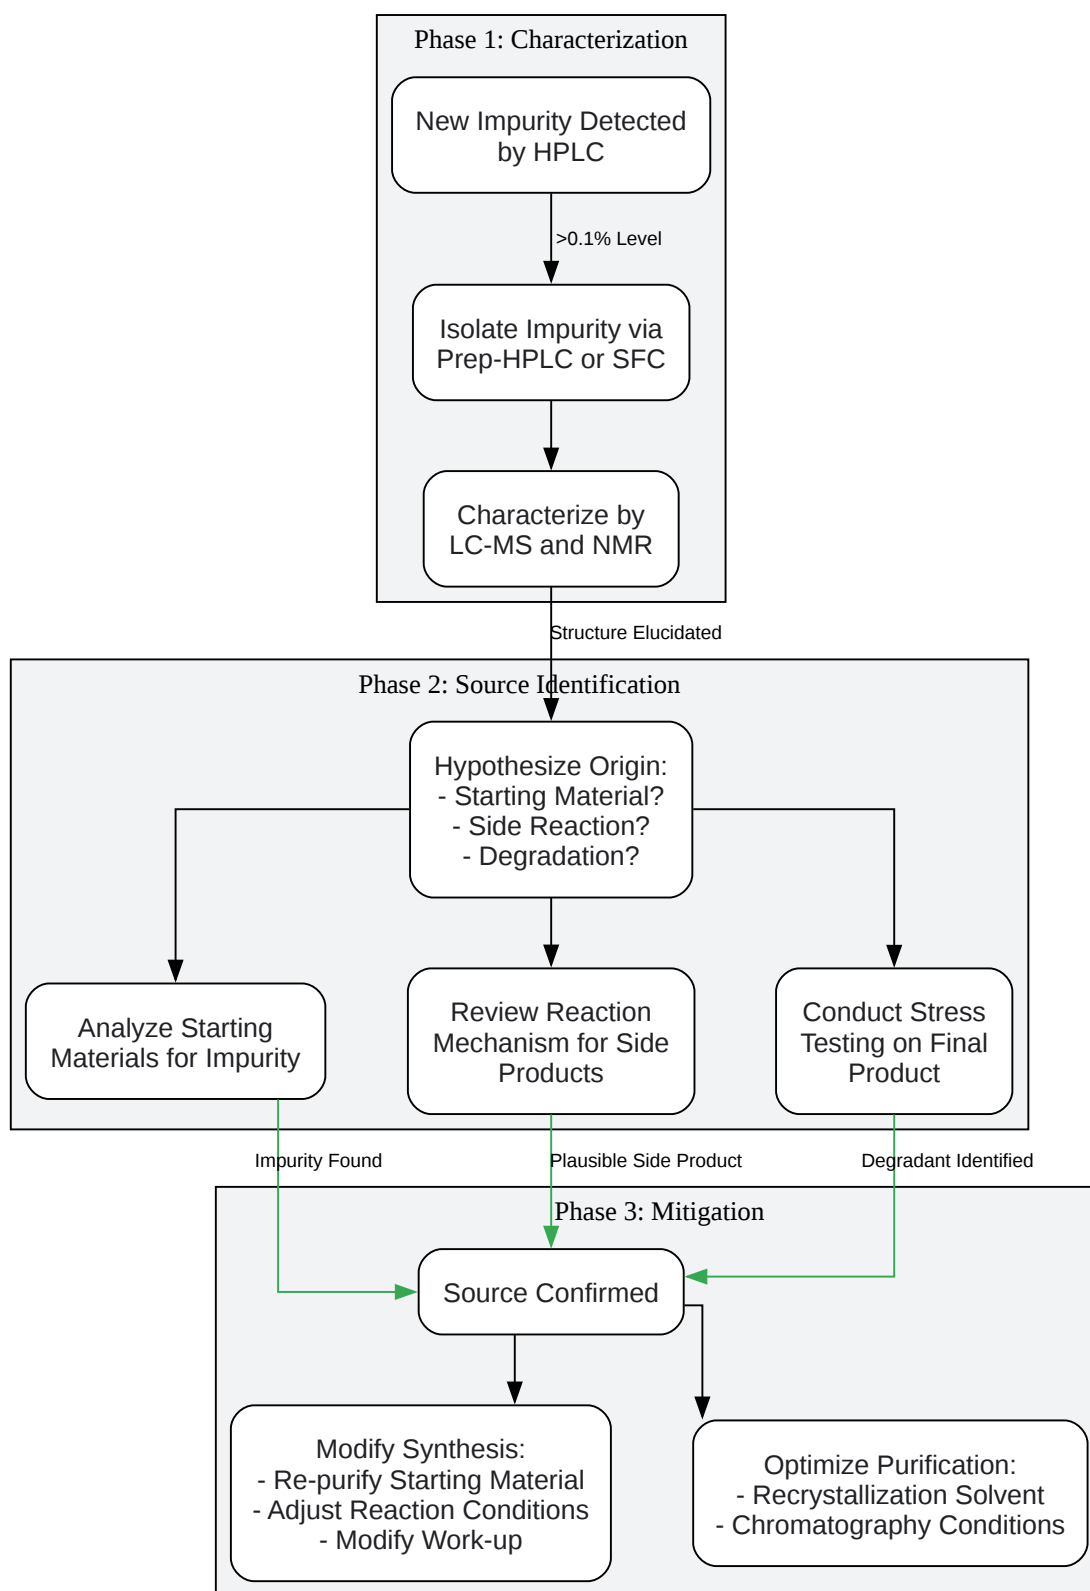 Phase 1: Characterization
New Impurity Detected
by HPLC
>0.1% Level
Isolate Impurity via
Prep-HPLC or SFC
Characterize by
LC-MS and NMR
Structure Elucidated
Phase 2: Source Identification
Hypothesize Origin:
- Starting Material?
- Side Reaction?
- Degradation?
Analyze Starting
Materials for Impurity
Review Reaction
Mechanism for Side
Products
Conduct Stress
Testing on Final
Product
Impurity Found
Plausible Side Product
Degradant Identified
Phase 3: Mitigation
Source Confirmed
Modify Synthesis:
- Re-purify Starting Material
- Adjust Reaction Conditions
- Modify Work-up
Optimize Purification:
- Recrystallization Solvent
- Chromatography Conditions